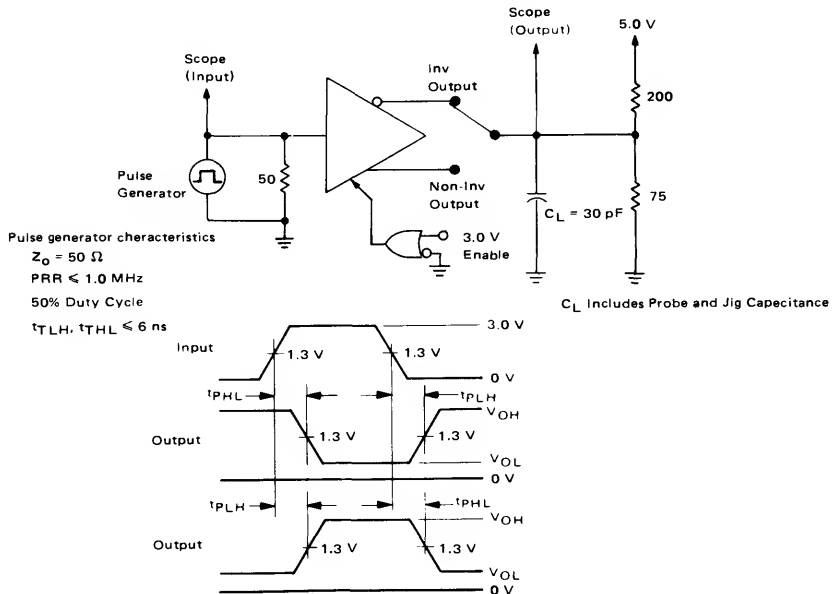 Scope
(Output)
5.0 V
Scope
(Input)
Inv
Output
200
Pulse
Generator
50
Non-Inv
Output
C_L = 30 pF
75
3.0 V
Enable
Pulse generator cheracteristics
Z_o = 50 Ω
PRR ⩽ 1.0 MHz
50% Duty Cycle
t_TLH, t_THL ⩽ 6 ns
C_L Includes Probe and Jig Capecitance
Input
3.0 V
1.3 V
1.3 V
0 V
t_PHL
t_PLH
V_OH
Output
1.3 V
1.3 V
V_OL
0 V
t_PLH
t_PHL
V_OH
Output
1.3 V
1.3 V
V_OL
0 V